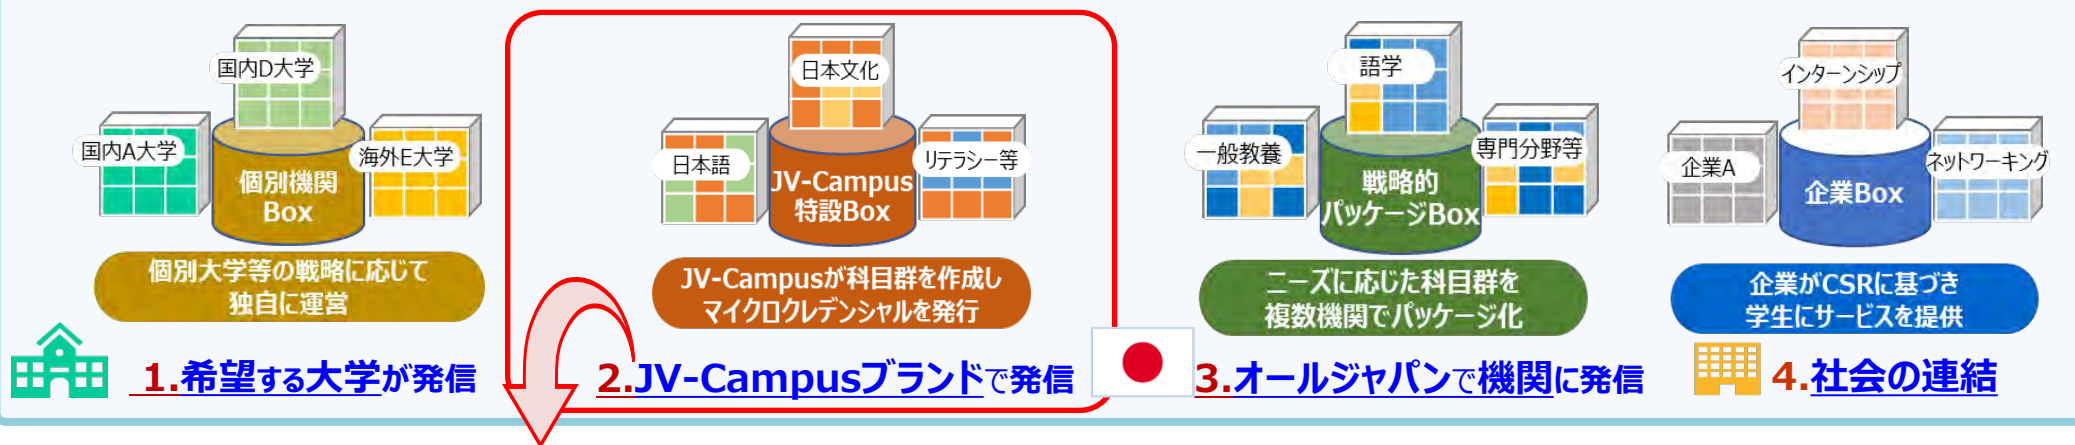 国内D大学
国内A大学
海外E大学
個別機関
Box
個別大学等の戦略に応じて
独自に運営
1.希望する大学が発信
日本文化
日本語
リテラシー等
JV-Campus
特設Box
JV-Campusが科目群を作成し
マイクロクレデンシャルを発行
2.JV-Campusブランドで発信
語学
一般教養
専門分野等
戦略的
パッケージBox
ニーズに応じた科目群を
複数機関でパッケージ化
3.オールジャパンで機関に発信
インターンシップ
企業A
ネットワーキング
企業Box
企業がCSRに基づき
学生にサービスを提供
4.社会の連結